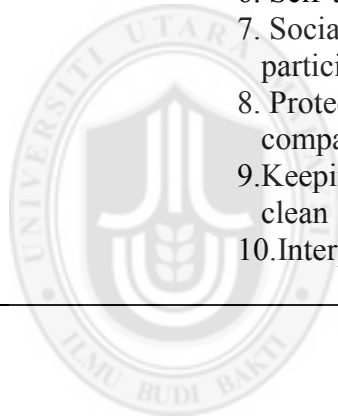 7. Socia
partici
8. Prote
compa
9.Keepi
clean
10.Inter
UNIVERSITI UTARA
ILMU BUDI BAKTI